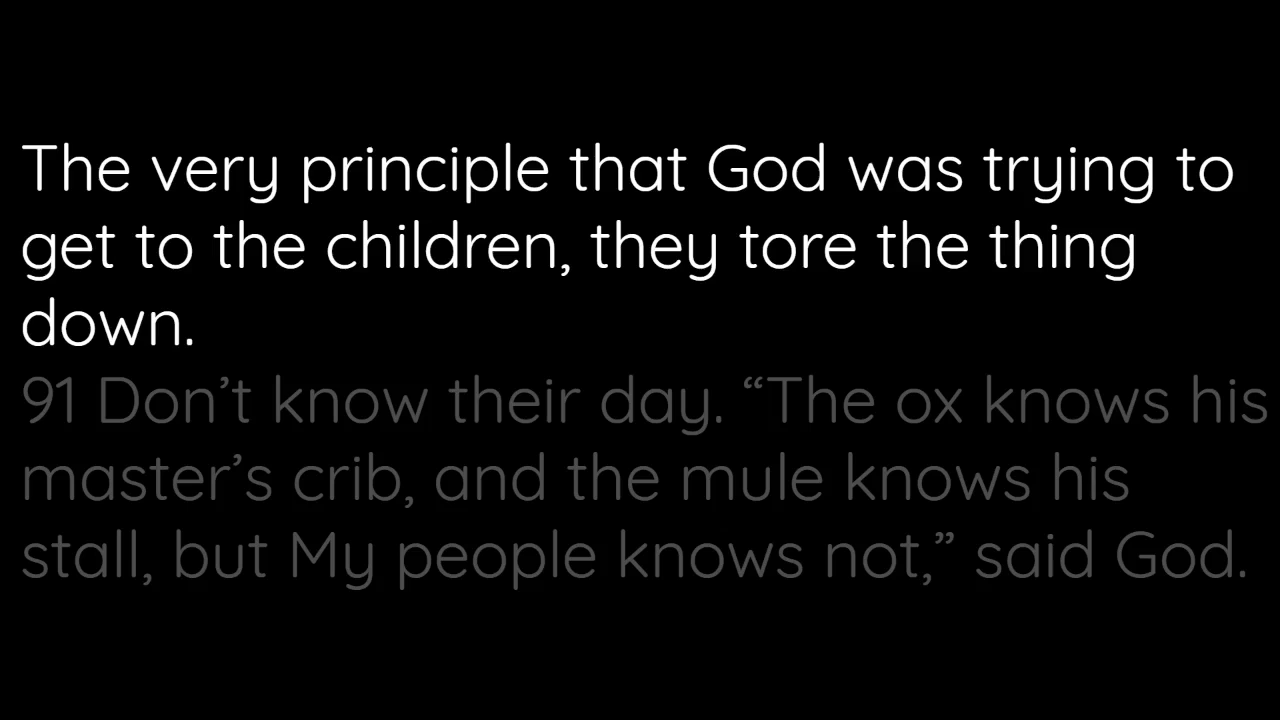 The very principle that God was trying to
get to the children, they tore the thing
down.
91 Don’t know their day. “The ox knows his
master’s crib, and the mule knows his
stall, but My people knows not,” said God.